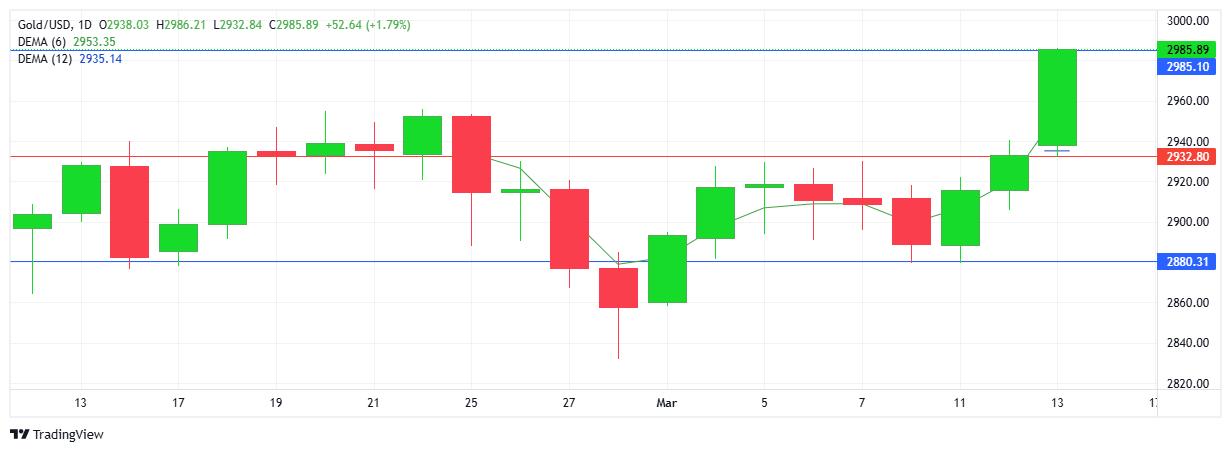 Gold/USD, 1D O2938.03 H2986.21 L2932.84 C2985.89 +52.64 (+1.79%)
DEMA (6) 2953.35
DEMA (12) 2935.14
3000.00
2985.89
2985.10
2960.00
2940.00
2932.80
2920.00
2900.00
2880.31
2860.00
2840.00
2820.00
13 17 19 21 25 27 Mar 5 7 11 13
TradingView